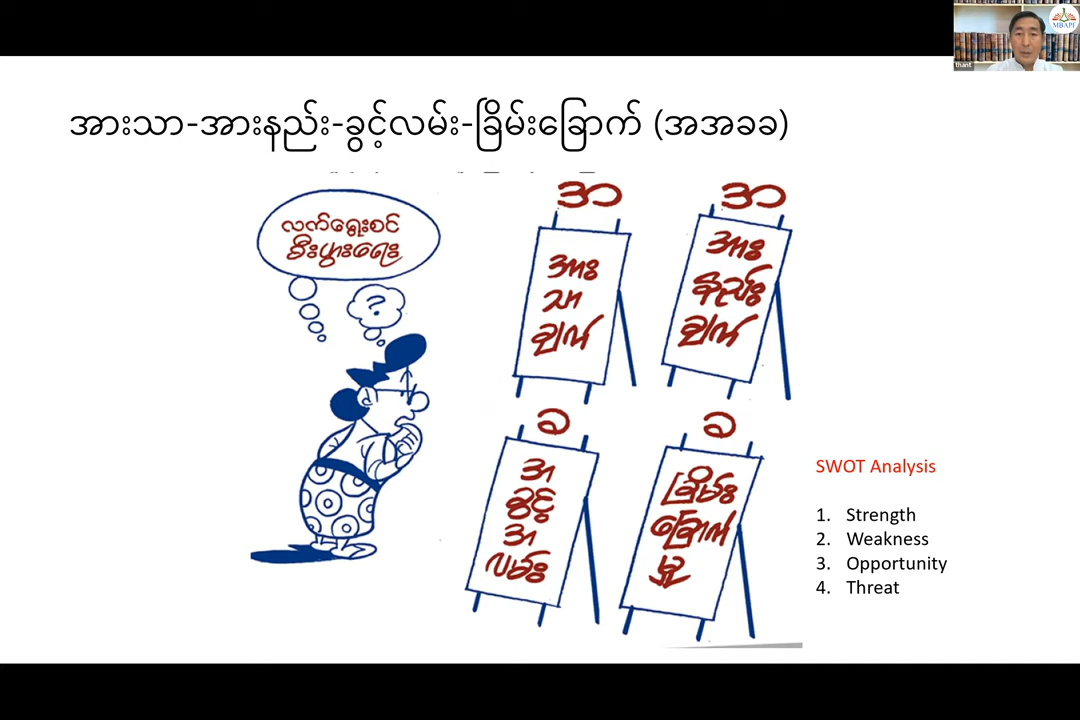 အားသာ-အားနည်း-ခွင့်လမ်း-ခြိမ်းခြောက် (အအခခ)
လက်ရွေးစင်
စီးပွားရေး
?
အ
အား
သာ
ချက်
အ
အား
နည်း
ချက်
ခ
အ
ခွင့်
အ
လမ်း
ခ
ခြိမ်း
ခြောက်
မှု
SWOT Analysis
1. Strength
2. Weakness
3. Opportunity
4. Threat
thant
MBAPF